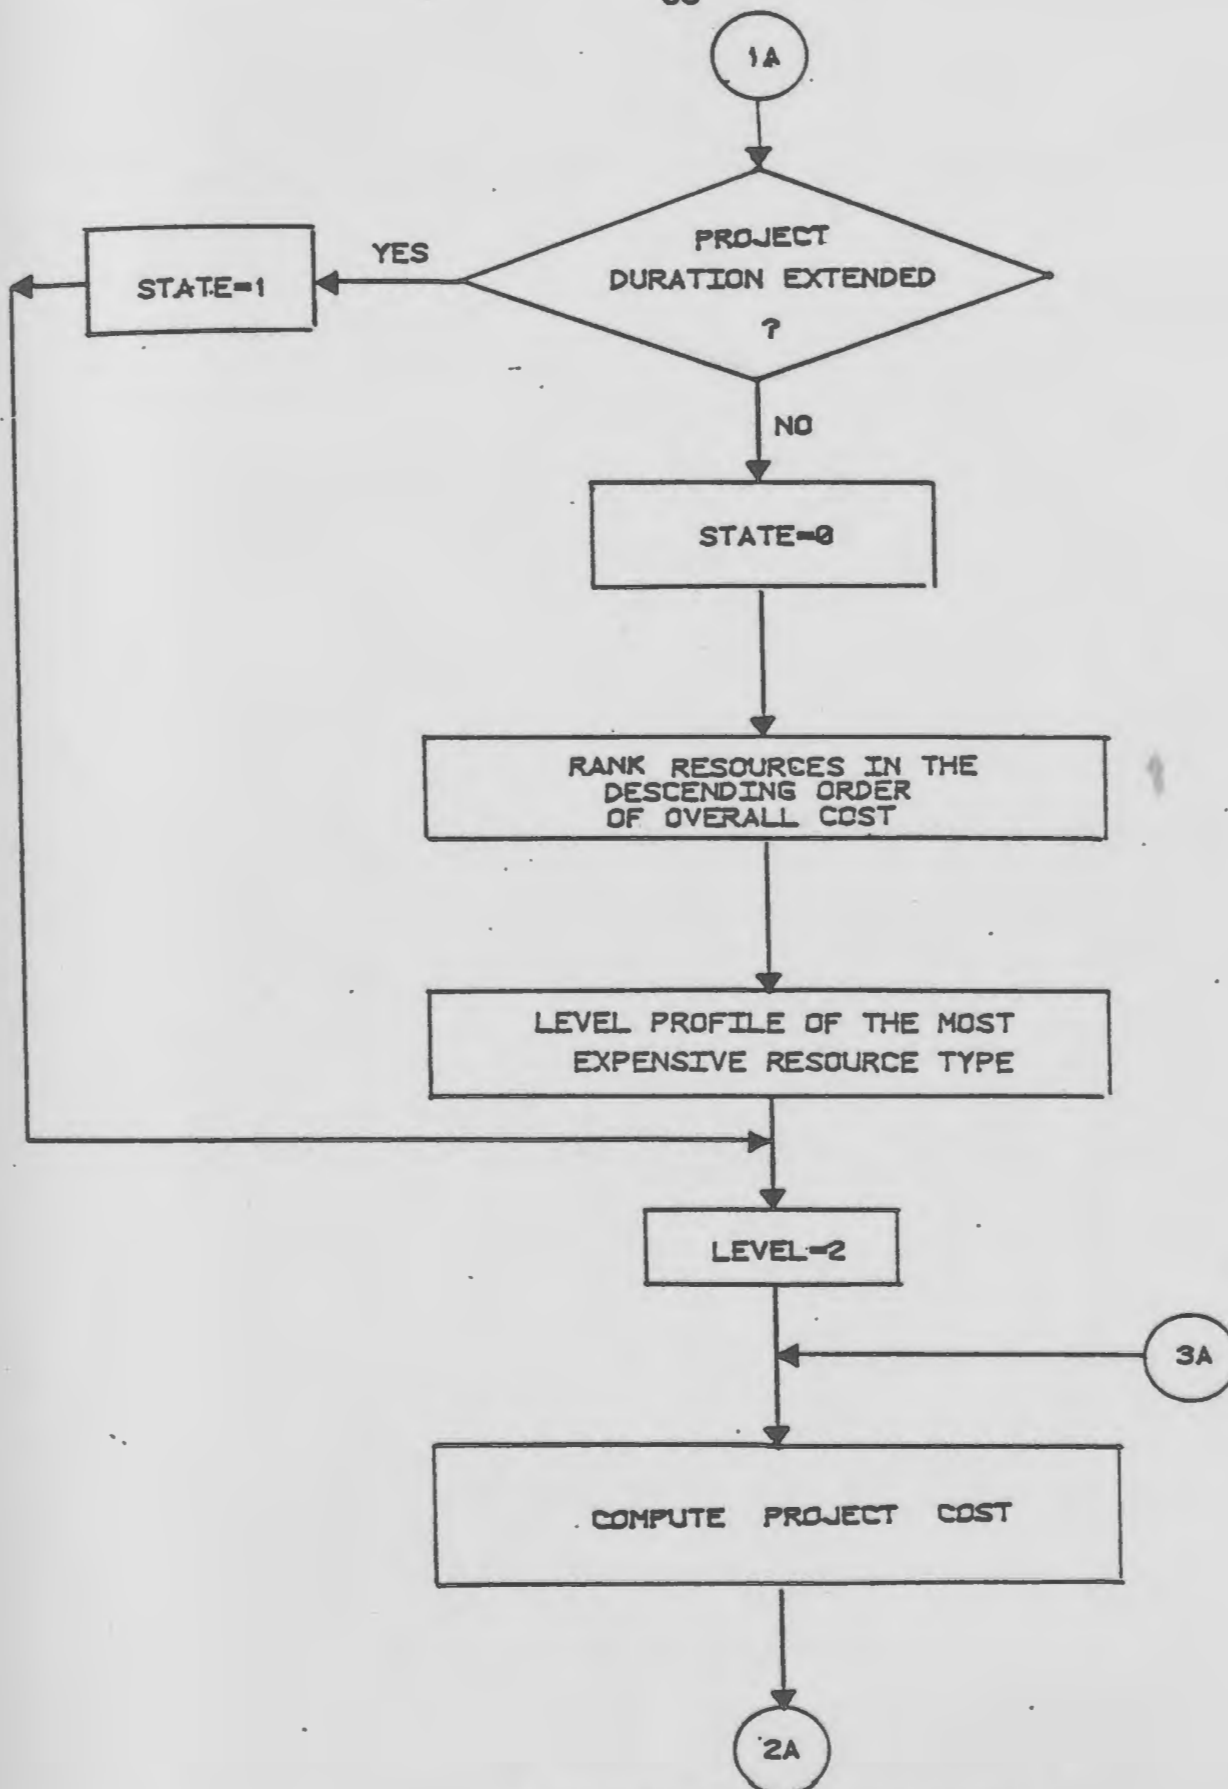 1A
PROJECT
DURATION EXTENDED
?
YES
STATE=1
NO
STATE=0
RANK RESOURCES IN THE
DESCENDING ORDER
OF OVERALL COST
LEVEL PROFILE OF THE MOST
EXPENSIVE RESOURCE TYPE
LEVEL=2
3A
COMPUTE PROJECT COST
2A